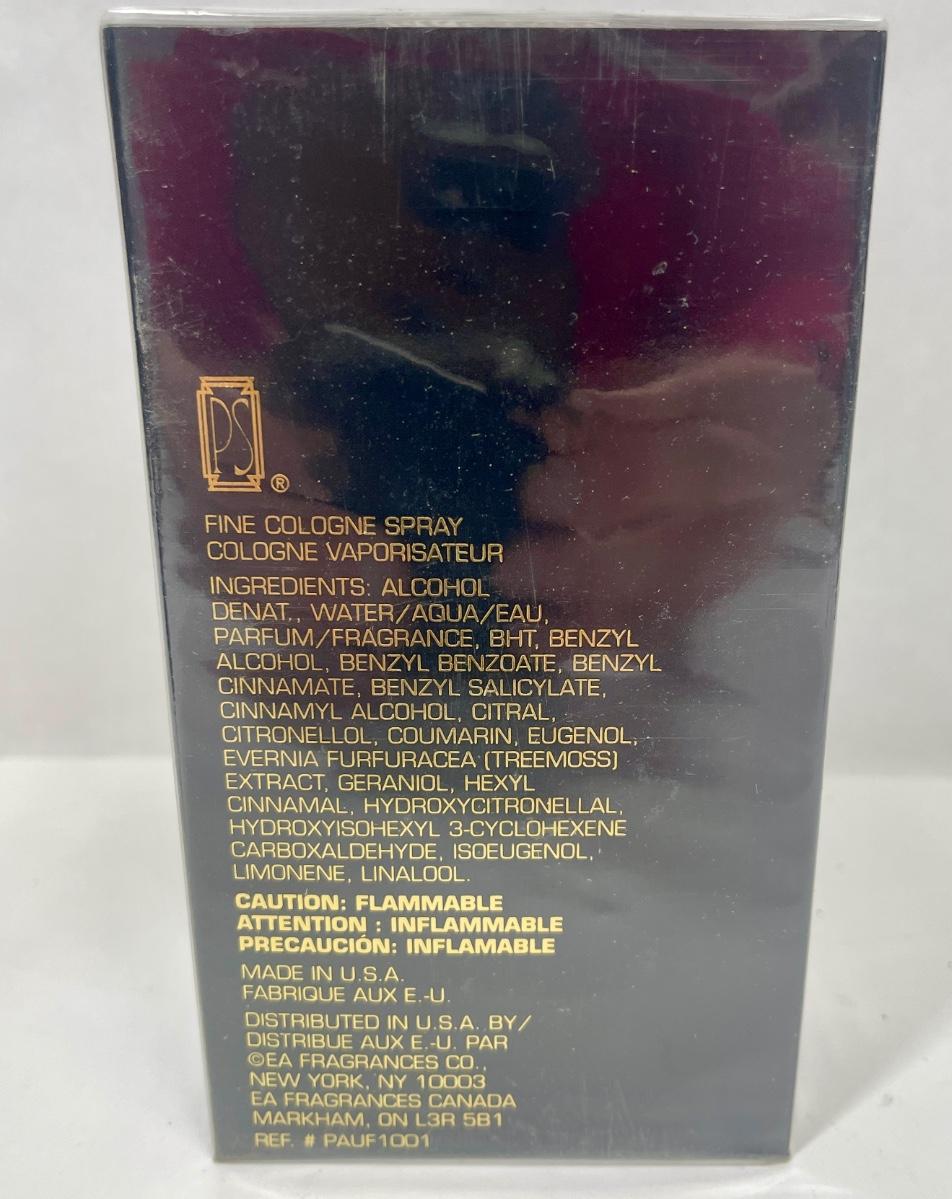 PS
®
FINE COLOGNE SPRAY
COLOGNE VAPORISATEUR
INGREDIENTS: ALCOHOL
DENAT., WATER/AQUA/EAU,
PARFUM/FRAGRANCE, BHT, BENZYL
ALCOHOL, BENZYL BENZOATE, BENZYL
CINNAMATE, BENZYL SALICYLATE,
CINNAMYL ALCOHOL, CITRAL,
CITRONELLOL, COUMARIN, EUGENOL,
EVERNIA FURFURACEA (TREEMOSS)
EXTRACT, GERANIOL, HEXYL
CINNAMAL, HYDROXYCITRONELLAL,
HYDROXYISOHEXYL 3-CYCLOHEXENE
CARBOXALDEHYDE, ISOEUGENOL,
LIMONENE, LINALOOL.
CAUTION: FLAMMABLE
ATTENTION : INFLAMMABLE
PRECAUCIÓN: INFLAMABLE
MADE IN U.S.A.
FABRIQUE AUX E.-U.
DISTRIBUTED IN U.S.A. BY/
DISTRIBUE AUX E.-U. PAR
©EA FRAGRANCES CO.,
NEW YORK, NY 10003
EA FRAGRANCES CANADA
MARKHAM, ON L3R 5B1
REF. # PAUF1001